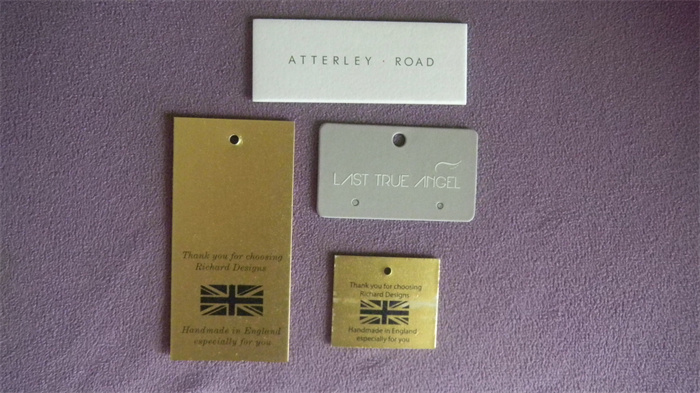 ATTERLEY · ROAD
LAST TRUE ANGEL
Thank you for choosing
Richard Designs
Handmade in England
especially for you
Thank you for choosing
Richard Designs
Handmade in England
especially for you